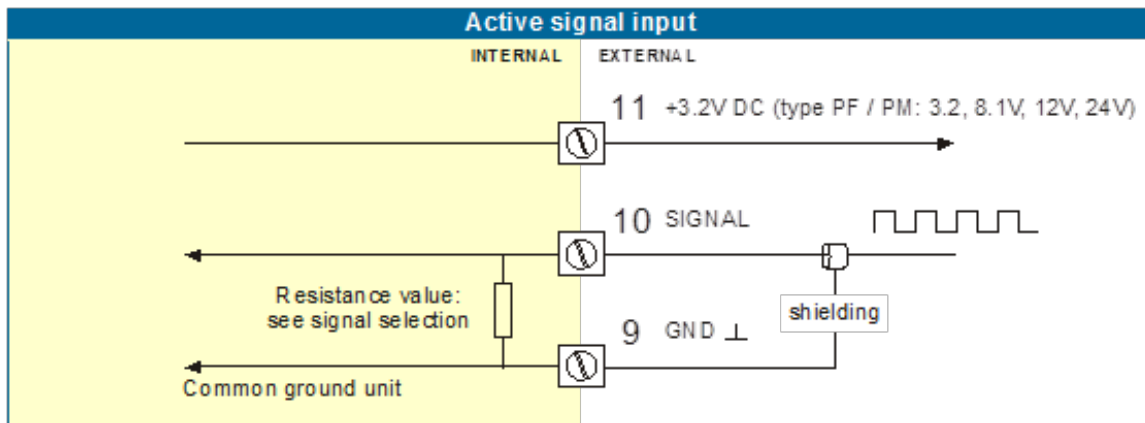 Active signal input
INTERNAL
EXTERNAL
11 +3.2V DC (type PF / PM: 3.2, 8.1V, 12V, 24V)
10 SIGNAL
Resistance value:
see signal selection
shielding
9 GND ⊥
Common ground unit